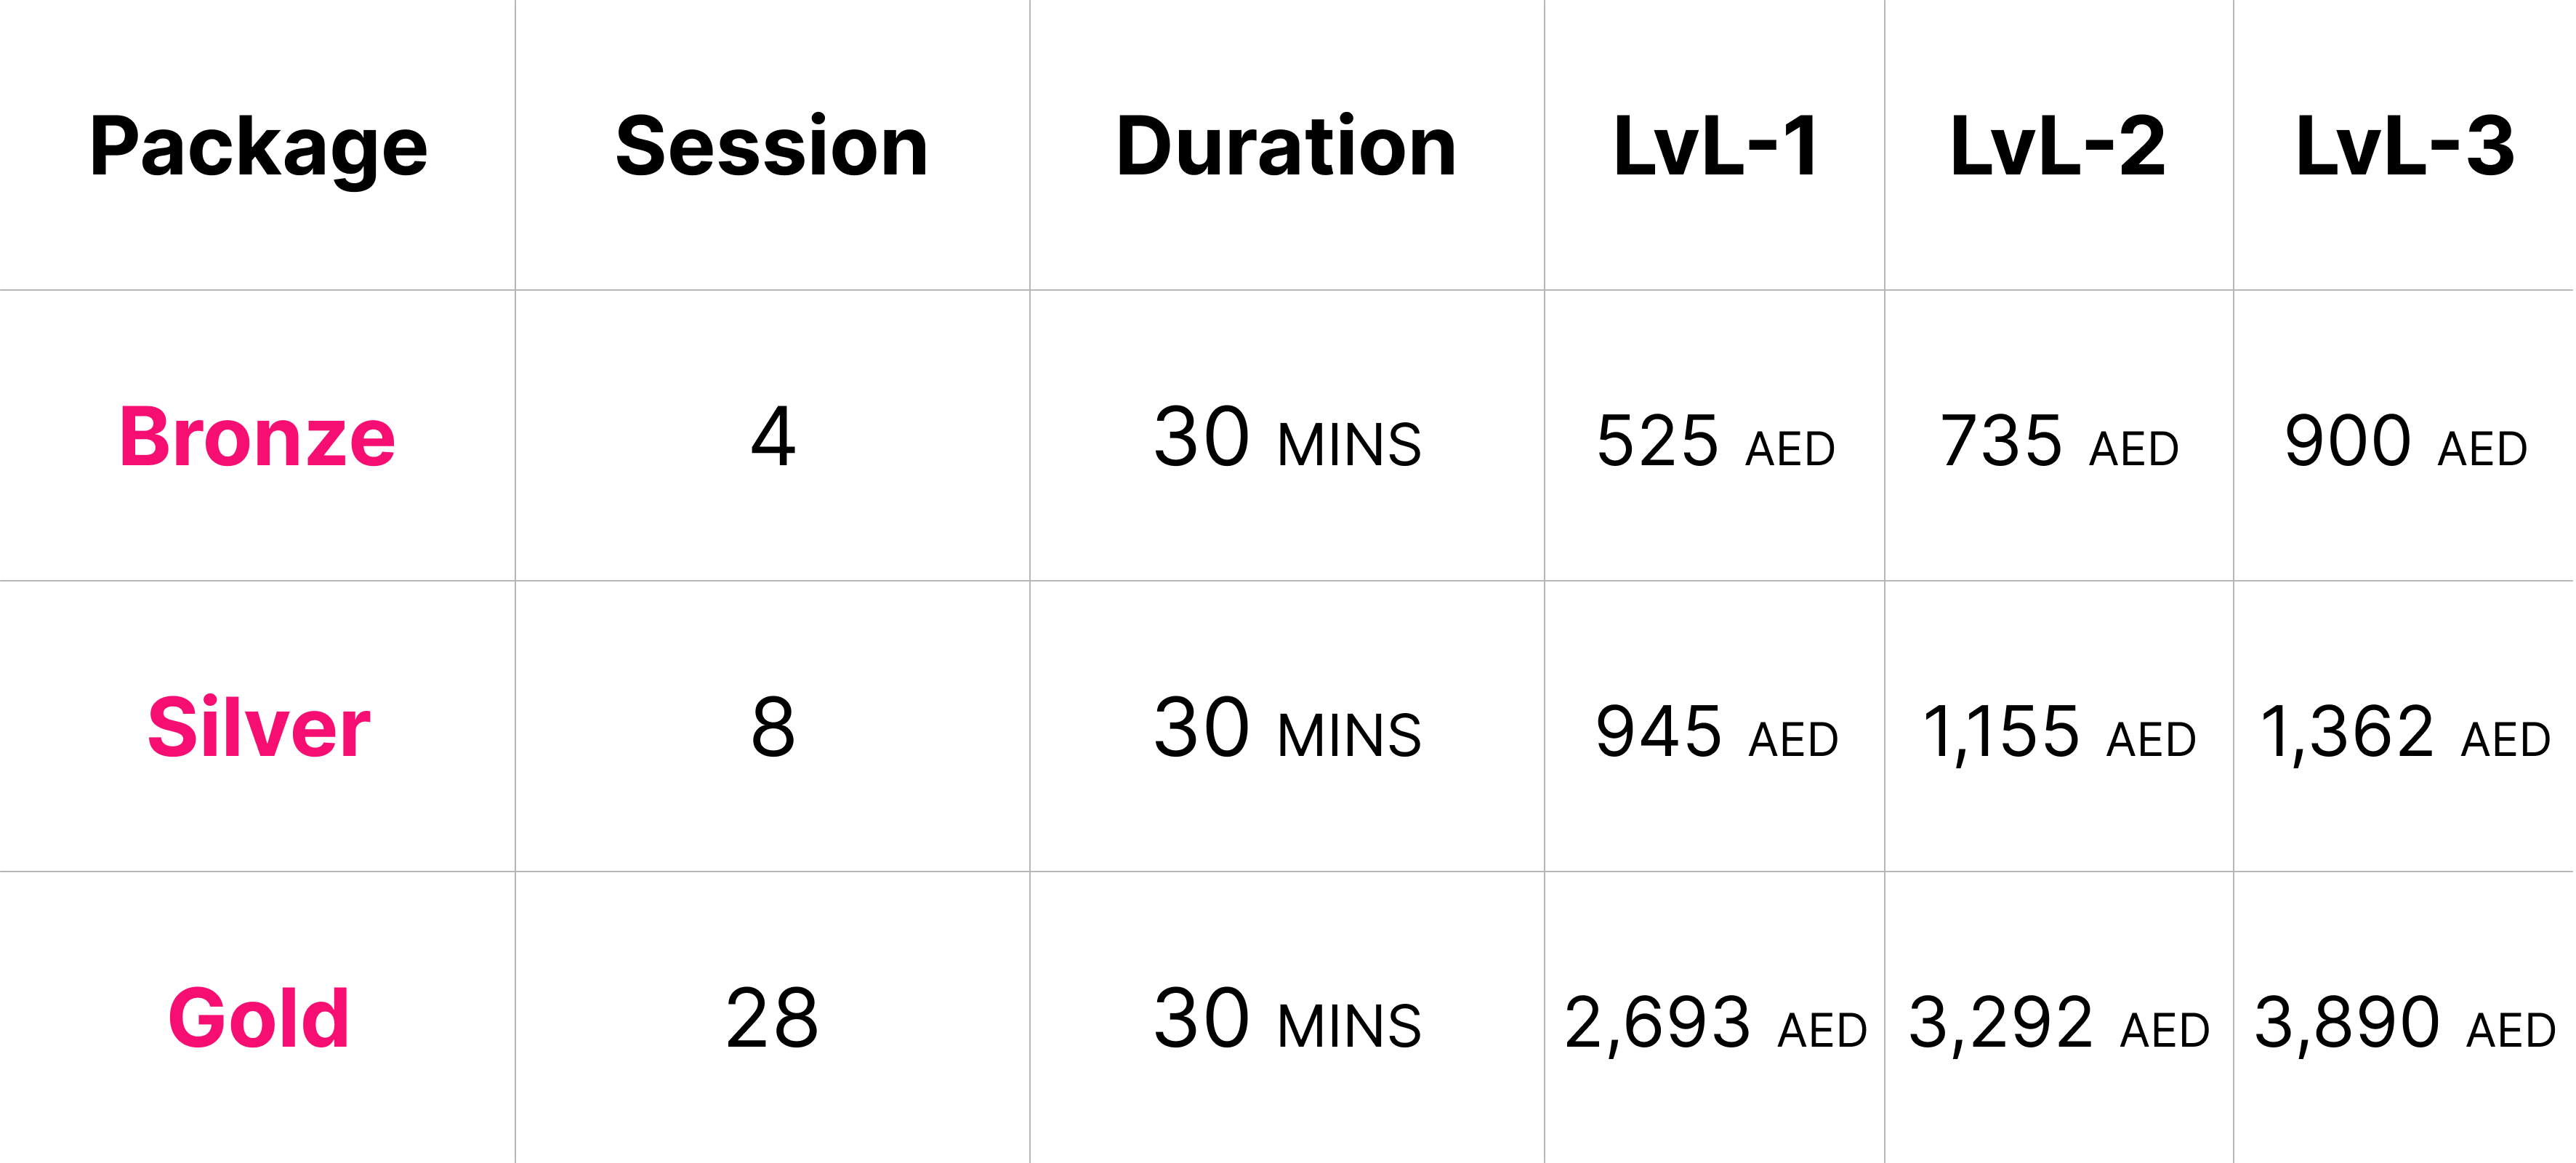 Package Session Duration LvL-1 LvL-2 LvL-3
Bronze 4 30 MINS 525 AED 735 AED 900 AED
Silver 8 30 MINS 945 AED 1,155 AED 1,362 AED
Gold 28 30 MINS 2,693 AED 3,292 AED 3,890 AED